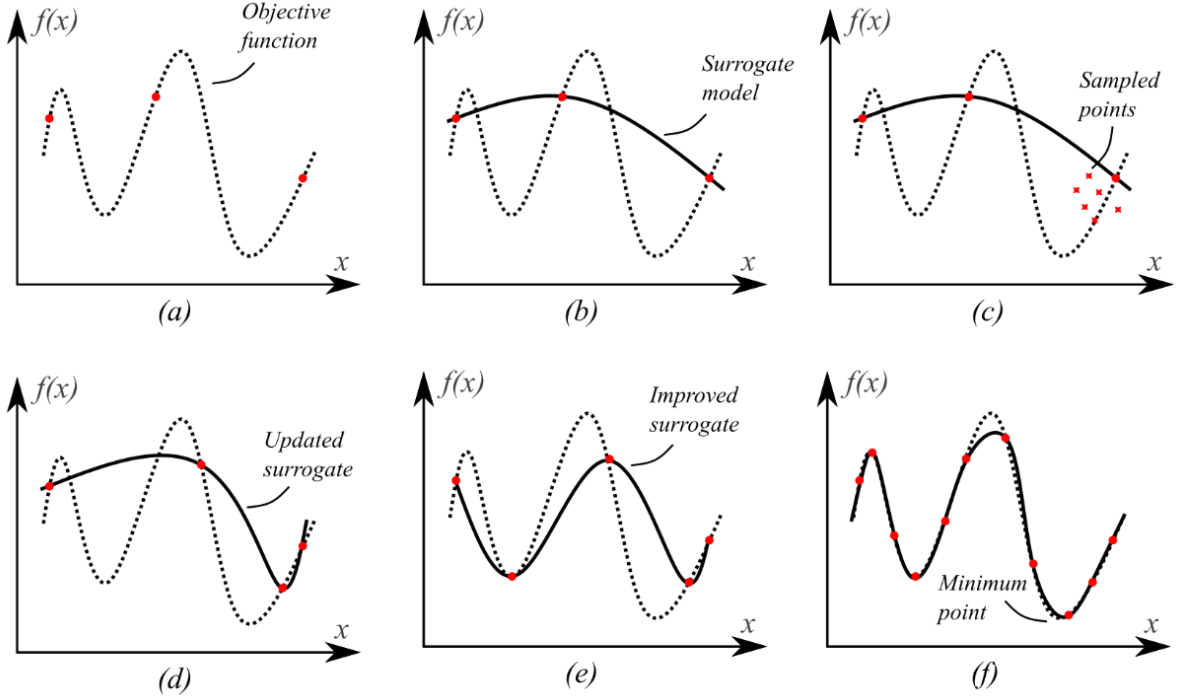 f(x)
Objective
function
x
(a)
f(x)
Surrogate
model
x
(b)
f(x)
Sampled
points
x
(c)
f(x)
Updated
surrogate
x
(d)
f(x)
Improved
surrogate
x
(e)
f(x)
Minimum
point
x
(f)